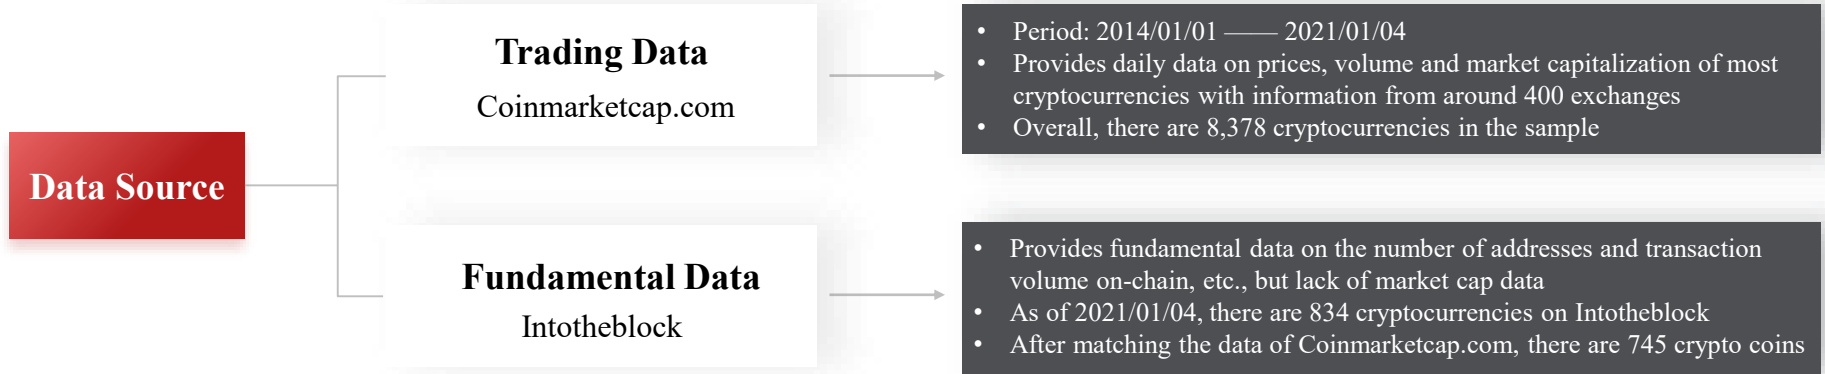 Data Source
Trading Data
Coinmarketcap.com
• Period: 2014/01/01 —— 2021/01/04
• Provides daily data on prices, volume and market capitalization of most
cryptocurrencies with information from around 400 exchanges
• Overall, there are 8,378 cryptocurrencies in the sample
Fundamental Data
Intotheblock
• Provides fundamental data on the number of addresses and transaction
volume on-chain, etc., but lack of market cap data
• As of 2021/01/04, there are 834 cryptocurrencies on Intotheblock
• After matching the data of Coinmarketcap.com, there are 745 crypto coins